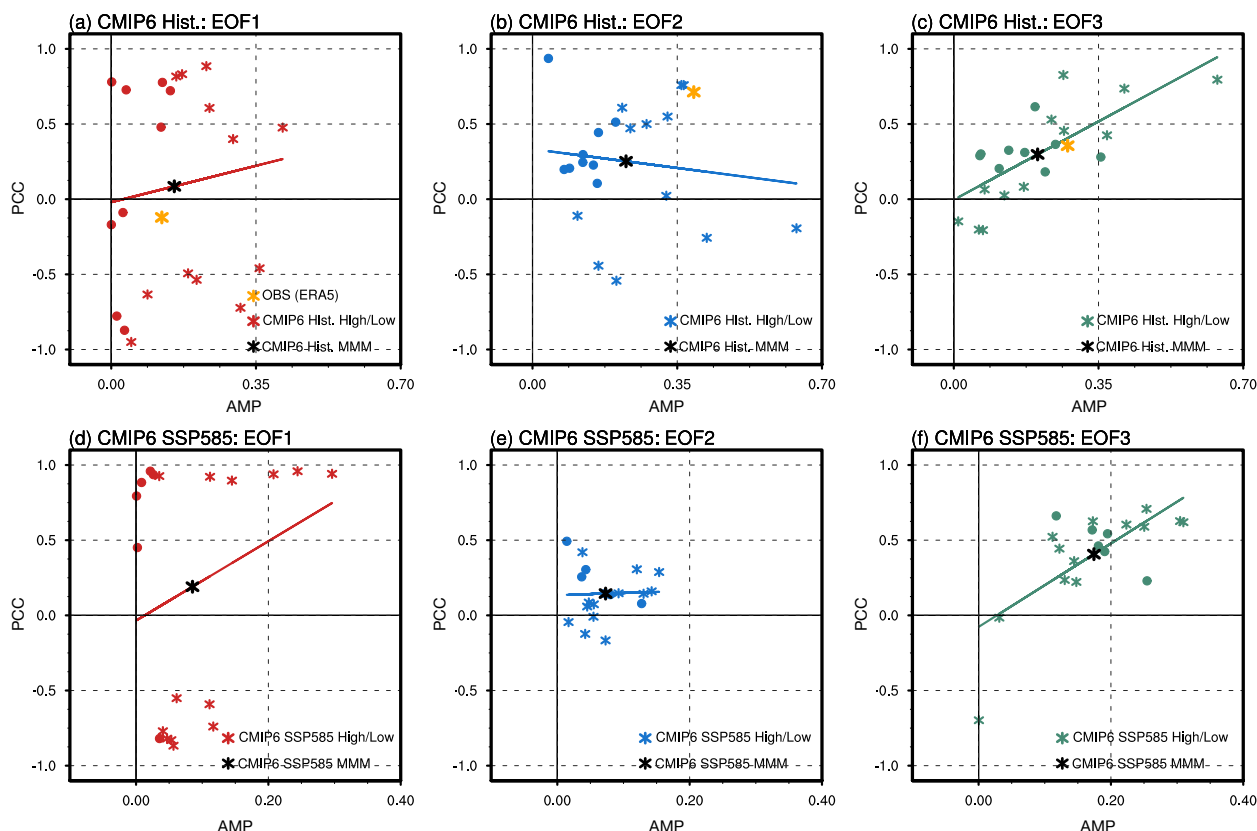 (a) CMIP6 Hist.: EOF1
1.0
0.5
0.0
-0.5
-1.0
PCC
OBS (ERA5)
CMIP6 Hist. HIgh/Low
CMIP6 Hist. MMM
0.00
0.35
0.70
AMP
(b) CMIP6 Hist.: EOF2
1.0
0.5
0.0
-0.5
-1.0
PCC
CMIP6 Hist. HIgh/Low
CMIP6 Hist. MMM
0.00
0.35
0.70
AMP
(c) CMIP6 Hist.: EOF3
1.0
0.5
0.0
-0.5
-1.0
PCC
CMIP6 Hist. HIgh/Low
CMIP6 Hist. MMM
0.00
0.35
0.70
AMP
(d) CMIP6 SSP585: EOF1
1.0
0.5
0.0
-0.5
-1.0
PCC
CMIP6 SSP585 High/Low
CMIP6 SSP585 MMM
0.00
0.20
0.40
AMP
(e) CMIP6 SSP585: EOF2
1.0
0.5
0.0
-0.5
-1.0
PCC
CMIP6 SSP585 High/Low
CMIP6 SSP585 MMM
0.00
0.20
0.40
AMP
(f) CMIP6 SSP585: EOF3
1.0
0.5
0.0
-0.5
-1.0
PCC
CMIP6 SSP585 High/Low
CMIP6 SSP585 MMM
0.00
0.20
0.40
AMP